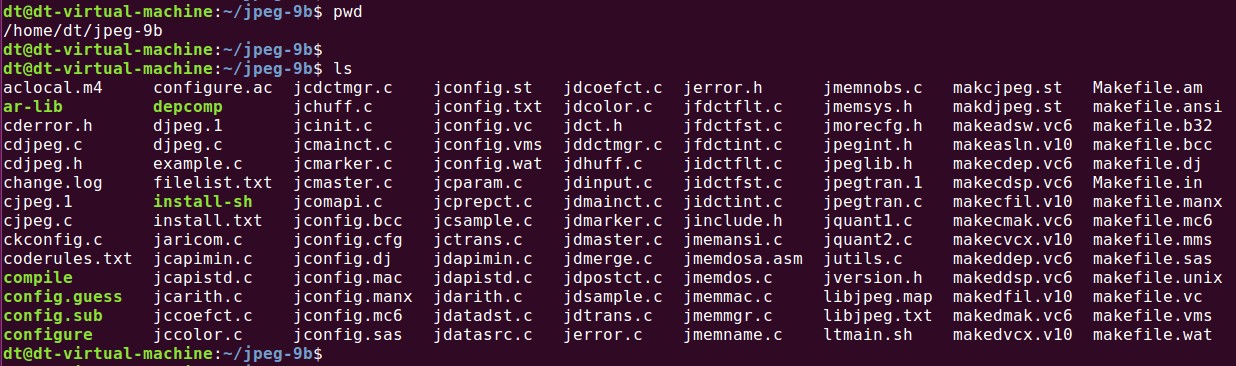 dt@dt-virtual-machine:~/jpeg-9b$ pwd
/home/dt/jpeg-9b
dt@dt-virtual-machine:~/jpeg-9b$
dt@dt-virtual-machine:~/jpeg-9b$ ls
aclocal.m4 configure.ac jcdctmgr.c jconfig.st jdcoefct.c jerror.h jmemnobs.c makcjpeg.st Makefile.am
ar-lib depcomp jchuff.c jconfig.txt jdcolor.c jfdctflt.c jmemsys.h makdjpeg.st makefile.ansi
cderror.h djpeg.1 jcinit.c jconfig.vc jdct.h jfdctfst.c jmorecfg.h makeadsw.vc6 makefile.b32
cdjpeg.c djpeg.c jcmainct.c jconfig.vms jddctmgr.c jfdctint.c jpegint.h makeasln.v10 makefile.bcc
cdjpeg.h example.c jcmarker.c jconfig.wat jdhuff.c jidctflt.c jpeglib.h makecdep.vc6 makefile.dj
change.log filelist.txt jcmaster.c jcparam.c jdinput.c jidctfst.c jpegtran.1 makecdsp.vc6 Makefile.in
cjpeg.1 install-sh jcomapi.c jcprepct.c jdmainct.c jidctint.c jpegtran.c makecfil.v10 makefile.manx
cjpeg.c install.txt jconfig.bcc jcsample.c jdmarker.c jinclude.h jquant1.c makecmak.vc6 makefile.mc6
ckconfig.c jaricom.c jconfig.cfg jctrans.c jdmaster.c jmemansi.c jquant2.c makecvcx.v10 makefile.mms
coderules.txt jcapimin.c jconfig.dj jdapimin.c jdmerge.c jmemdosa.asm jutils.c makeddep.vc6 makefile.sas
compile jcapistd.c jconfig.mac jdapistd.c jdpostct.c jmemdos.c jversion.h makeddsp.vc6 makefile.unix
config.guess jcarith.c jconfig.manx jdarith.c jdsample.c jmemmac.c libjpeg.map makedfil.v10 makefile.vc
config.sub jccoefct.c jconfig.mc6 jdatadst.c jdtrans.c jmemmgr.c libjpeg.txt makedmak.vc6 makefile.vms
configure jccolor.c jconfig.sas jdatasrc.c jerror.c jmemname.c ltmain.sh makedvcx.v10 makefile.wat
dt@dt-virtual-machine:~/jpeg-9b$